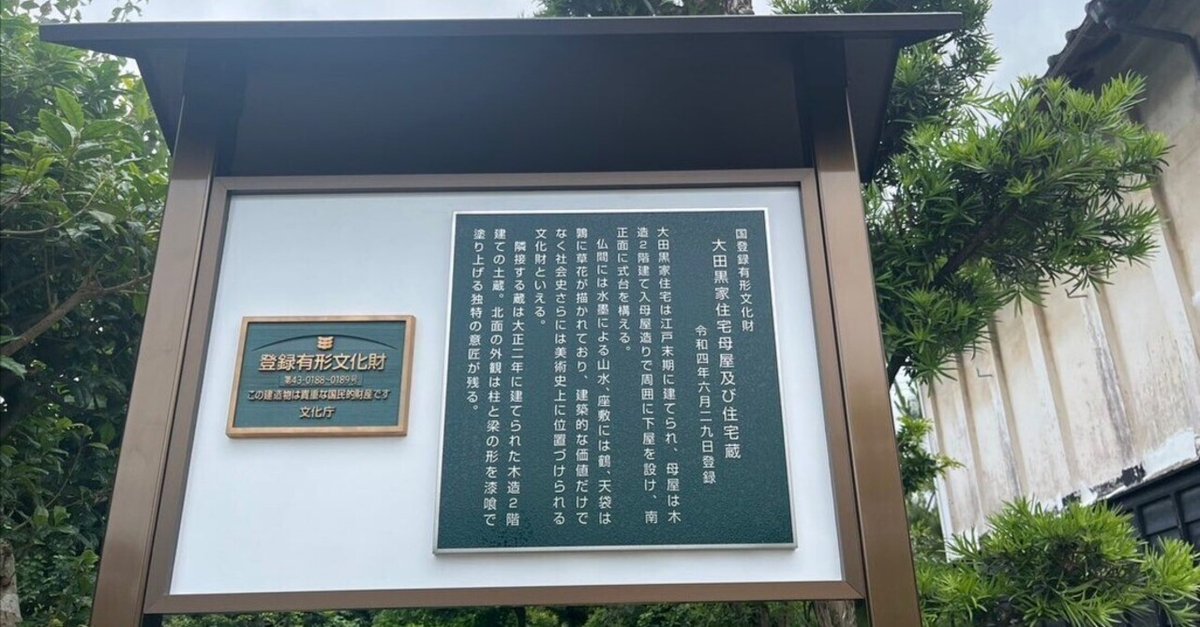 国登録有形文化財
大田黒家住宅母屋及び住宅蔵
令和四年六月二九日登録
大田黒家住宅は江戸末期に建てられ、母屋は木
造2階建て入母屋造りで周囲に下屋を設け、南
正面に式台を構える。
仏間には水墨による山水、座敷には鶴、天袋は
鶉に草花が描かれており、建築的な価値だけで
なく社会史さらには美術史上に位置づけられる
文化財といえる。
隣接する蔵は大正二年に建てられた木造2階
建ての土蔵。北面の外観は柱と梁の形を漆喰で
塗り上げる独特の意匠が残る。
登録有形文化財
第43-0188~0189号
この建造物は貴重な国民的財産です
文化庁